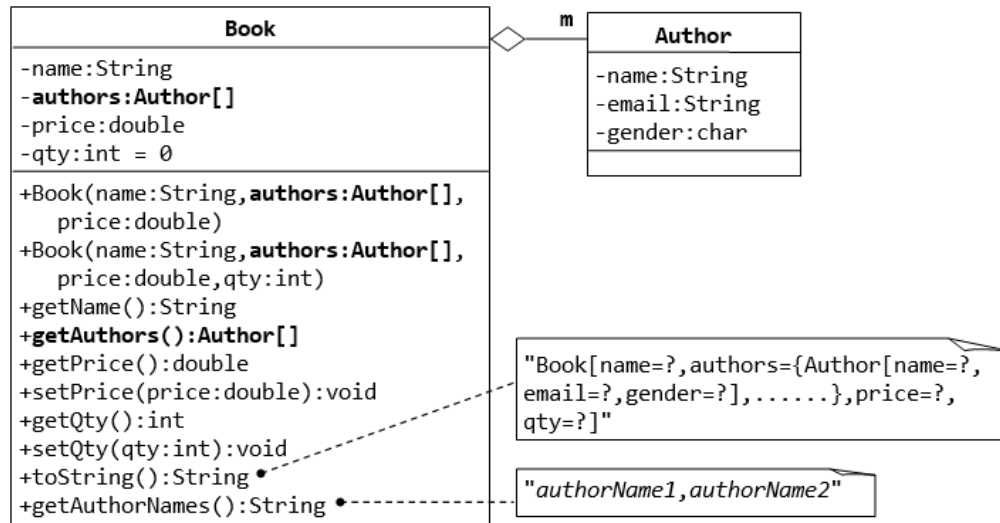 Book
-name:String
-authors:Author[]
-price:double
-qty:int = 0
+Book(name:String,authors:Author[],
price:double)
+Book(name:String,authors:Author[],
price:double,qty:int)
+getName():String
+getAuthors():Author[]
+getPrice():double
+setPrice(price:double):void
+getQty():int
+setQty(qty:int):void
+toString():String
+getAuthorNames():String
m
Author
-name:String
-email:String
-gender:char
"Book[name=?,authors={Author[name=?,
email=?,gender=?],......},price=?,
qty=?]"
"authorName1,authorName2"